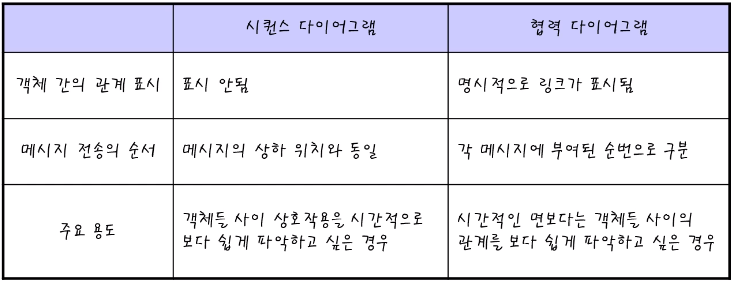 시퀀스 다이어그램 협력 다이어그램
객체 간의 관계 표시 표시 안됨 명시적으로 링크가 표시됨
메시지 전송의 순서 메시지의 상하 위치와 동일 각 메시지에 부여된 순번으로 구분
주요 용도
객체들 사이 상호작용을 시간적으로
보다 쉽게 파악하고 싶은 경우
시간적인 면보다는 객체들 사이의
관계를 보다 쉽게 파악하고 싶은 경우